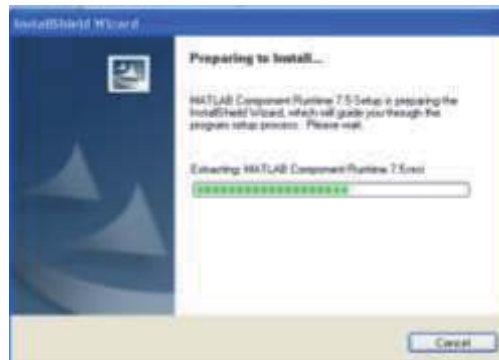 InstallShield Wizard
Preparing to Install...
MATLAB Component Runtime 7.5 Setup is preparing the
InstallShield Wizard, which will guide you through the
program setup process. Please wait.
Extracting: MATLAB Component Runtime 7.5.msi
Cancel